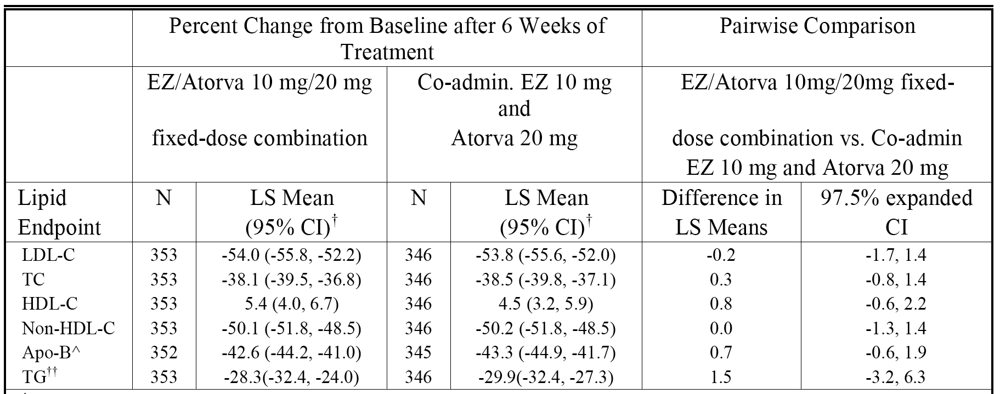 Percent Change from Baseline after 6 Weeks of Treatment Pairwise Comparison
EZ/Atorva 10 mg/20 mg fixed-dose combination Co-admin. EZ 10 mg and Atorva 20 mg EZ/Atorva 10mg/20mg fixed-dose combination vs. Co-admin EZ 10 mg and Atorva 20 mg
Lipid Endpoint N LS Mean (95% CI)† N LS Mean (95% CI)† Difference in LS Means 97.5% expanded CI
LDL-C 353 -54.0 (-55.8, -52.2) 346 -53.8 (-55.6, -52.0) -0.2 -1.7, 1.4
TC 353 -38.1 (-39.5, -36.8) 346 -38.5 (-39.8, -37.1) 0.3 -0.8, 1.4
HDL-C 353 5.4 (4.0, 6.7) 346 4.5 (3.2, 5.9) 0.8 -0.6, 2.2
Non-HDL-C 353 -50.1 (-51.8, -48.5) 346 -50.2 (-51.8, -48.5) 0.0 -1.3, 1.4
Apo-B^ 352 -42.6 (-44.2, -41.0) 345 -43.3 (-44.9, -41.7) 0.7 -0.6, 1.9
TG†† 353 -28.3(-32.4, -24.0) 346 -29.9(-32.4, -27.3) 1.5 -3.2, 6.3